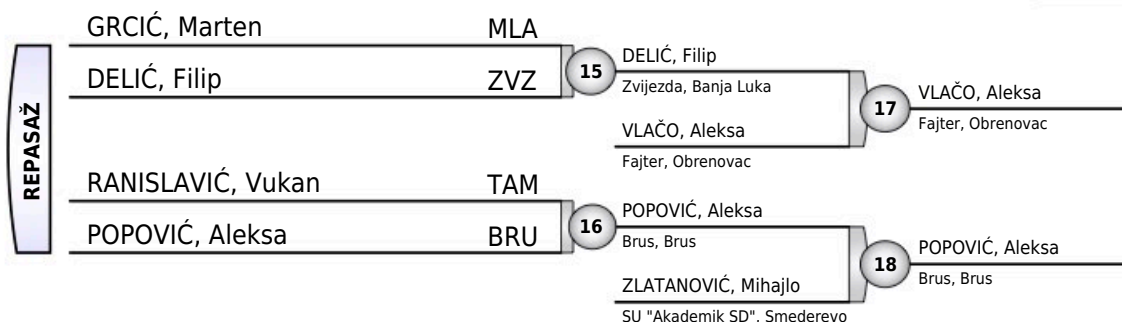 REPASAŽ
GRCIĆ, Marten MLA
DELIĆ, Filip ZVZ
15
DELIĆ, Filip
Zvijezda, Banja Luka
VLAČO, Aleksa
Fajter, Obrenovac
17
VLAČO, Aleksa
Fajter, Obrenovac
RANISLAVIĆ, Vukan TAM
POPOVIĆ, Aleksa BRU
16
POPOVIĆ, Aleksa
Brus, Brus
ZLATANOVIĆ, Mihajlo
SU "Akademik SD", Smederevo
18
POPOVIĆ, Aleksa
Brus, Brus